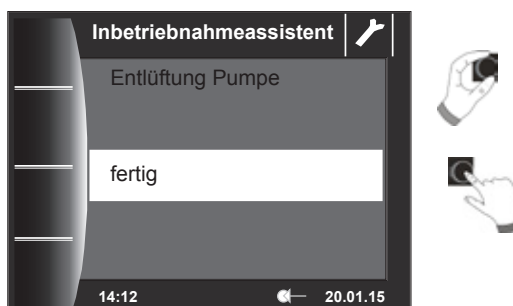 Inbetriebnahmeassistent
Entlüftung Pumpe
fertig
14:12 20.01.15